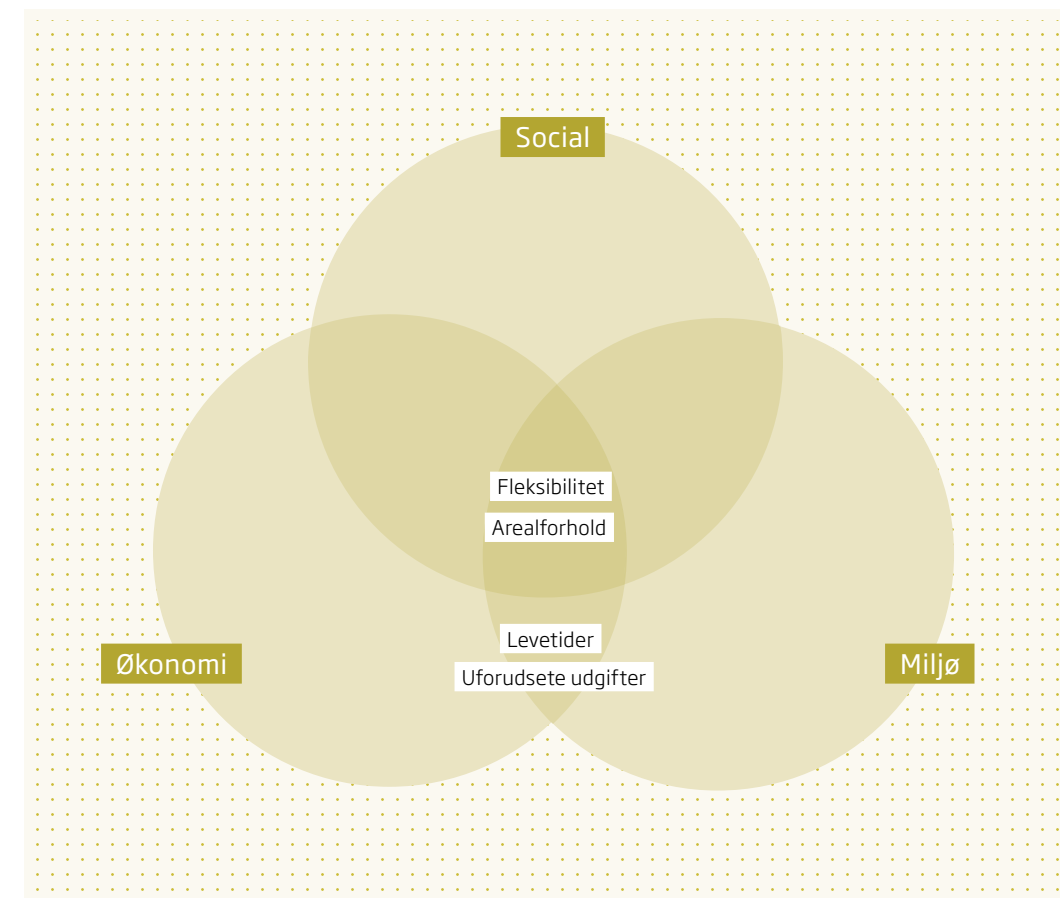 Social
Fleksibilitet
Arealforhold
Levetider
Uforudsete udgifter
Økonomi
Miljø